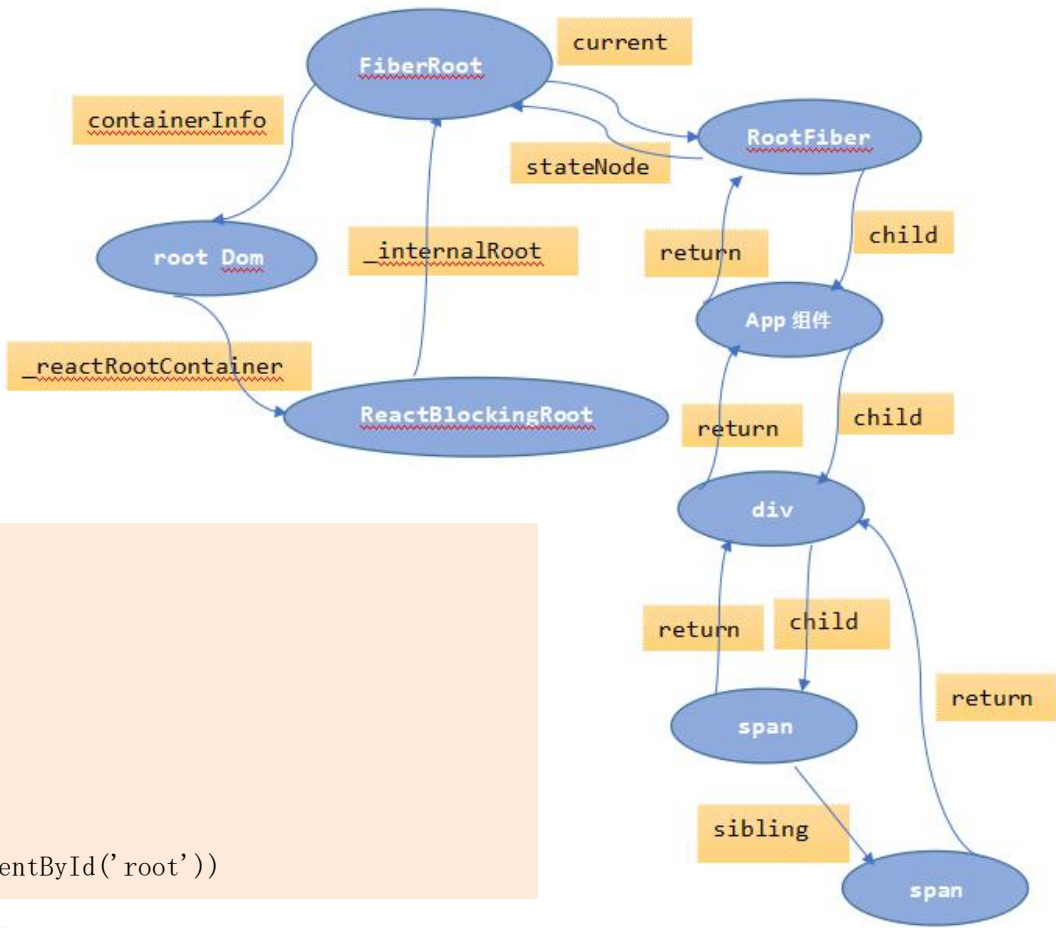 current
FiberRoot
containerInfo
RootFiber
stateNode
child
_internalRoot
return
root Dom
App 组件
_reactRootContainer
ReactBlockingRoot
child
return
div
child
return
return
span
sibling
entById('root'))
span